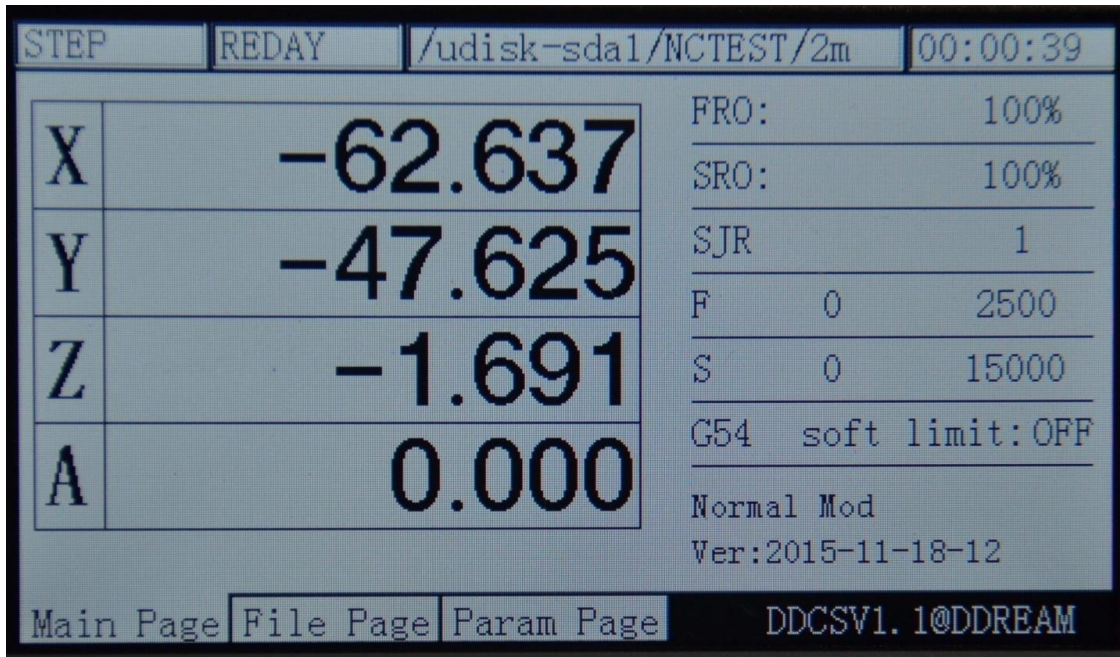 STEP REDAY /udisk-sda1/NCTEST/2m 00:00:39
X -62.637
Y -47.625
Z -1.691
A 0.000
FRO: 100%
SRO: 100%
SJR 1
F 0 2500
S 0 15000
G54 soft limit:OFF
Normal Mod
Ver:2015-11-18-12
Main Page File Page Param Page DDCSV1.1@DDREAM